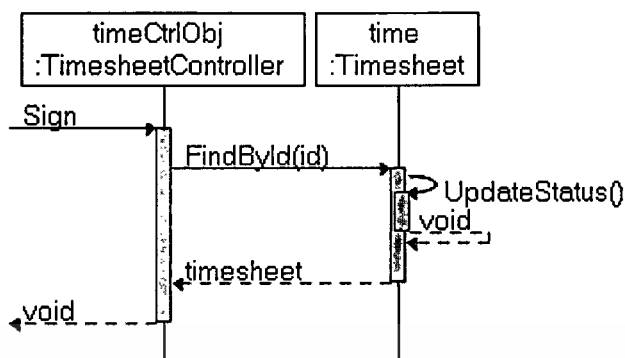 timeCtrlObj
:TimesheetController
time
:Timesheet
Sign
FindById(id)
UpdateStatus()
void
timesheet
void